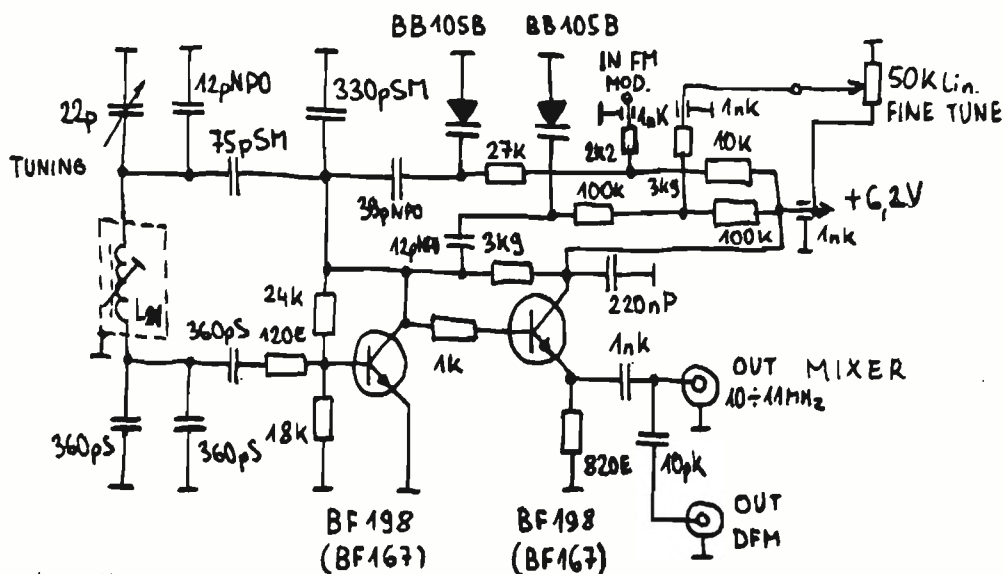 BB105B
BB105B
12pNPO
330pSM
IN FM
MOD.
1nK
1nK
50K Lin.
FINE TUNE
22p
TUNING
75pSM
39pNPO
27K
2k2
3k9
10K
100K
100K
+6,2V
1nk
12pNPO
3k9
220nP
24K
360pS
120E
1K
1nK
18K
360pS
360pS
820E
10pK
OUT MIXER
10÷11MHz
OUT
DFM
BF198
(BF167)
BF198
(BF167)